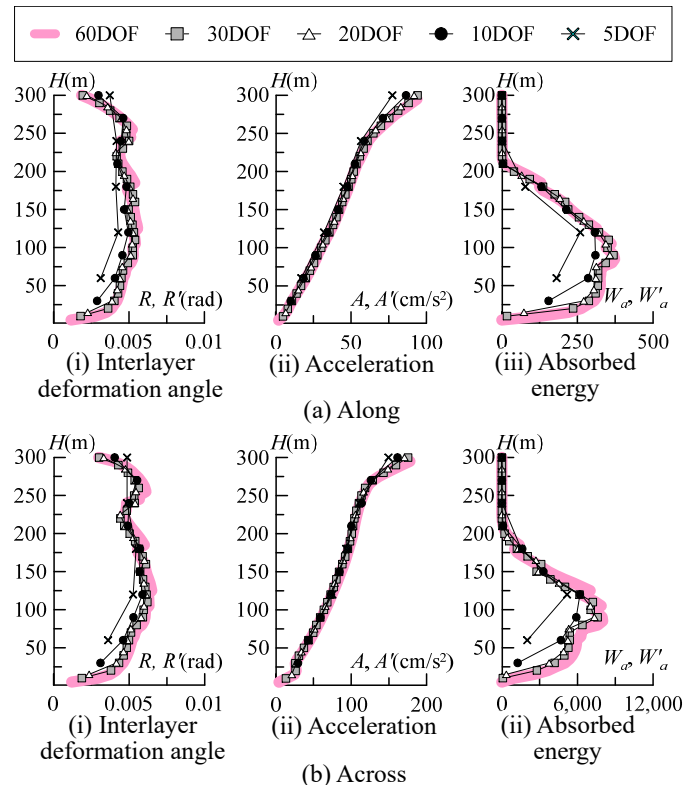 60DOF 30DOF 20DOF 10DOF 5DOF
H(m) H(m) H(m)
300 300 300
250 250 250
200 200 200
150 150 150
100 100 100
50 50 50
R, R'(rad) A, A'(cm/s²) Wₐ, W'ₐ
0 0.005 0.01 0 25 50 75 100 0 250 500
(i) Interlayer (ii) Acceleration (iii) Absorbed
deformation angle energy
(a) Along
H(m) H(m) H(m)
300 300 300
250 250 250
200 200 200
150 150 150
100 100 100
50 50 50
R, R'(rad) A, A'(cm/s²) Wₐ, W'ₐ
0 0.005 0.01 0 100 200 0 6,000 12,000
(i) Interlayer (ii) Acceleration (ii) Absorbed
deformation angle energy
(b) Across